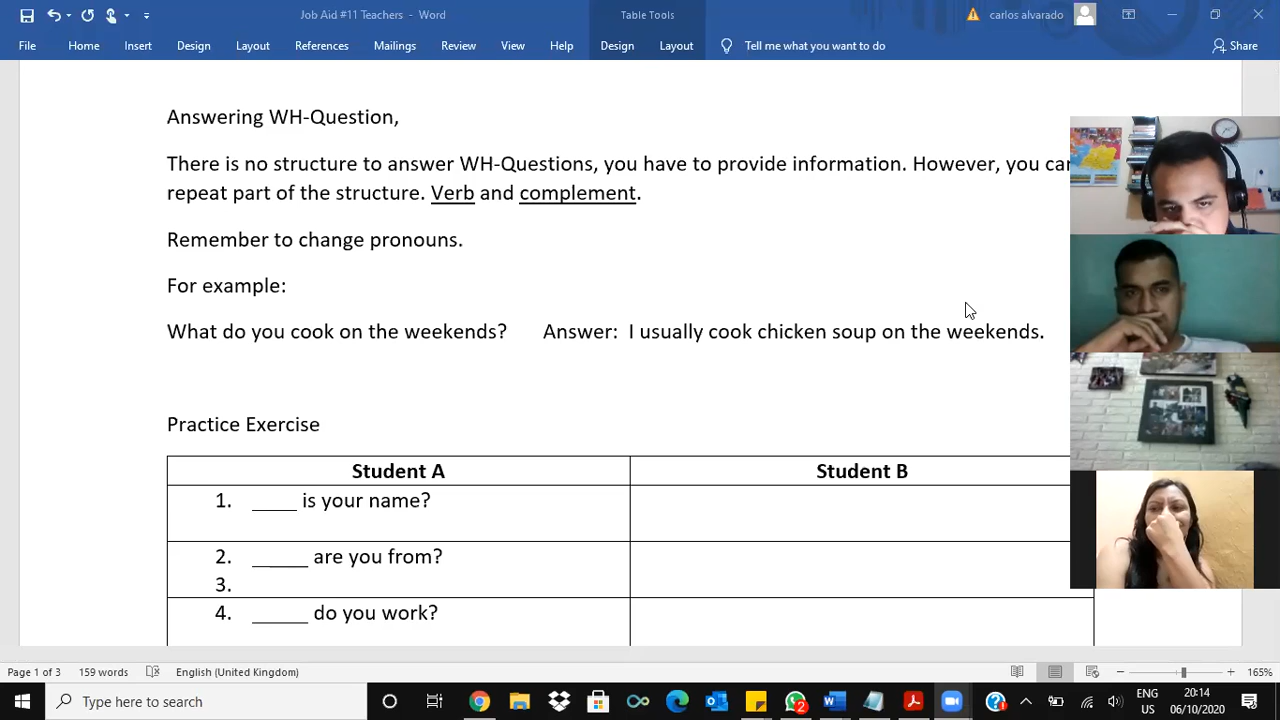 Job Aid #11 Teachers - Word
Table Tools
carlos alvarado
File Home Insert Design Layout References Mailings Review View Help Design Layout Tell me what you want to do Share
Answering WH-Question,
There is no structure to answer WH-Questions, you have to provide information. However, you can
repeat part of the structure. Verb and complement.
Remember to change pronouns.
For example:
What do you cook on the weekends? Answer: I usually cook chicken soup on the weekends.
Practice Exercise
Student A Student B
1. ____ is your name?
2. _____ are you from?
3.
4. _____ do you work?
Page 1 of 3 159 words English (United Kingdom) 165%
Type here to search
2
ENG 20:14
US 06/10/2020
5